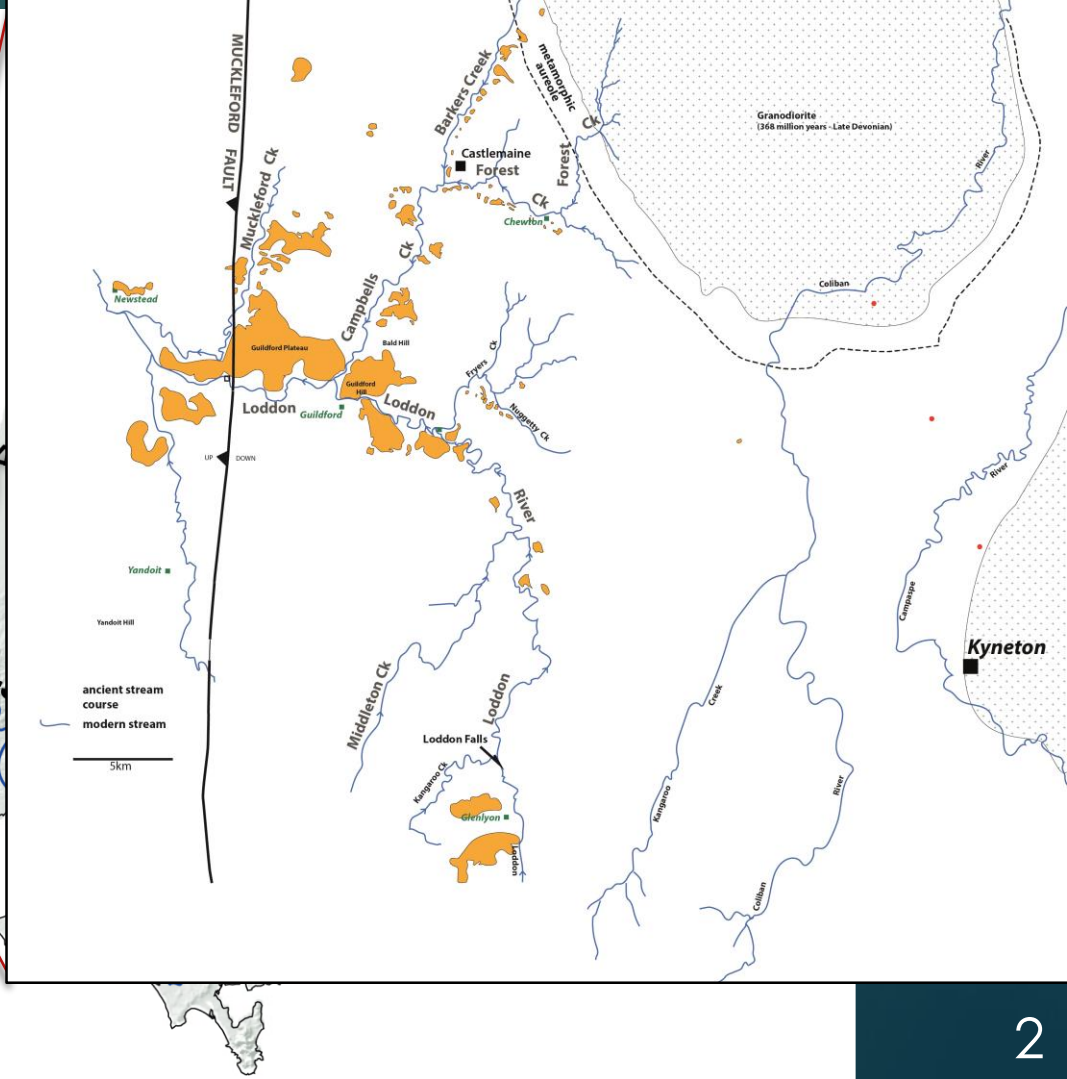 MUCKLEFORD FAULT
Muckleford Ck
Barkers Creek
metamorphic
aureole
Ck
Forest
Granodiorite
(368 million years - Late Devonian)
River
Castlemaine
Forest
Ck
Chewton
Coliban
Newstead
Campbells
Ck
Guildford Plateau
Bald Hill
Guildford
Hill
Fryers
Ck
Nuggetty Ck
Loddon
Guildford
Loddon
River
UP
DOWN
River
Campaspe
Yandoit
Yandoit Hill
Kyneton
ancient stream
course
modern stream
5km
Middleton Ck
Loddon
Loddon Falls
Kangaroo Ck
Glenlyon
Loddon
Creek
Kangaroo
River
Coliban
2